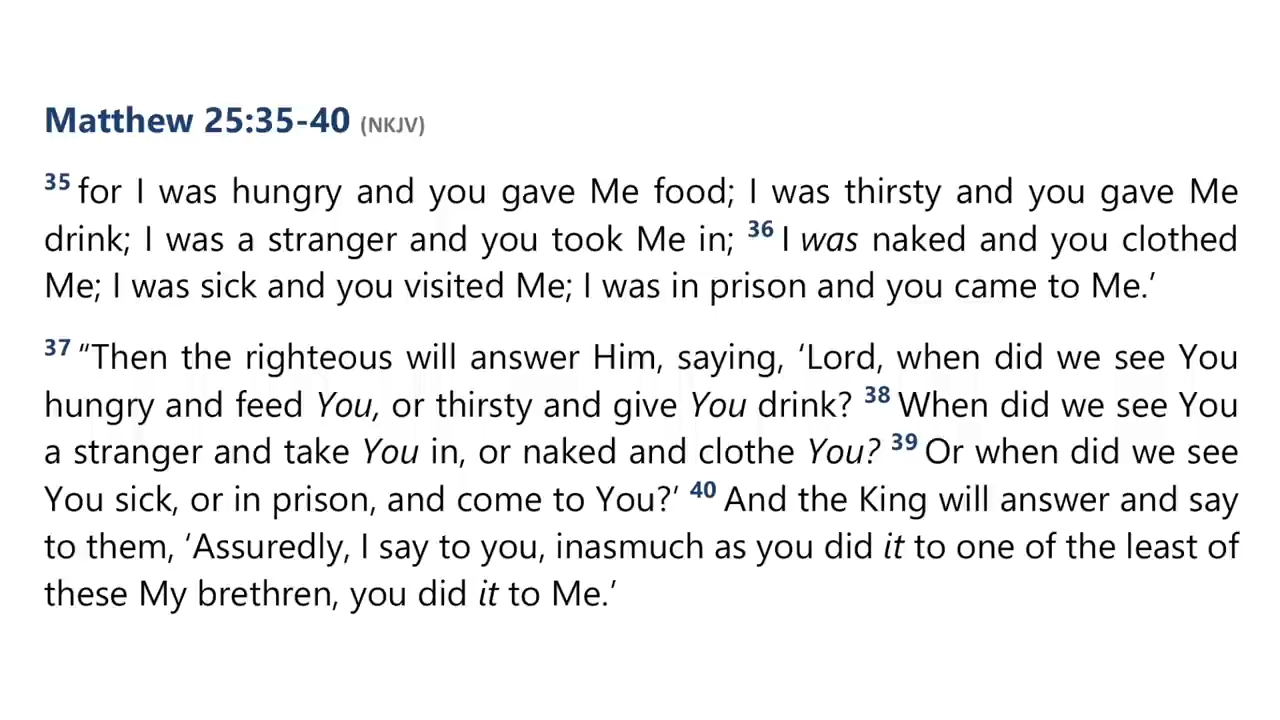 Matthew 25:35-40 (NKJV)
35 for I was hungry and you gave Me food; I was thirsty and you gave Me
drink; I was a stranger and you took Me in; 36 I was naked and you clothed
Me; I was sick and you visited Me; I was in prison and you came to Me.’
37 “Then the righteous will answer Him, saying, ‘Lord, when did we see You
hungry and feed You, or thirsty and give You drink? 38 When did we see You
a stranger and take You in, or naked and clothe You? 39 Or when did we see
You sick, or in prison, and come to You?’ 40 And the King will answer and say
to them, ‘Assuredly, I say to you, inasmuch as you did it to one of the least of
these My brethren, you did it to Me.’